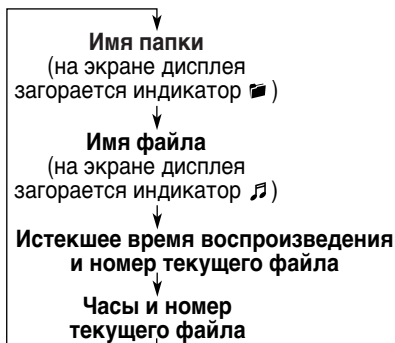 Имя папки
(на экране дисплея
загорается индикатор )
Имя файла
(на экране дисплея
загорается индикатор ♫)
Истекшее время воспроизведения
и номер текущего файла
Часы и номер
текущего файла